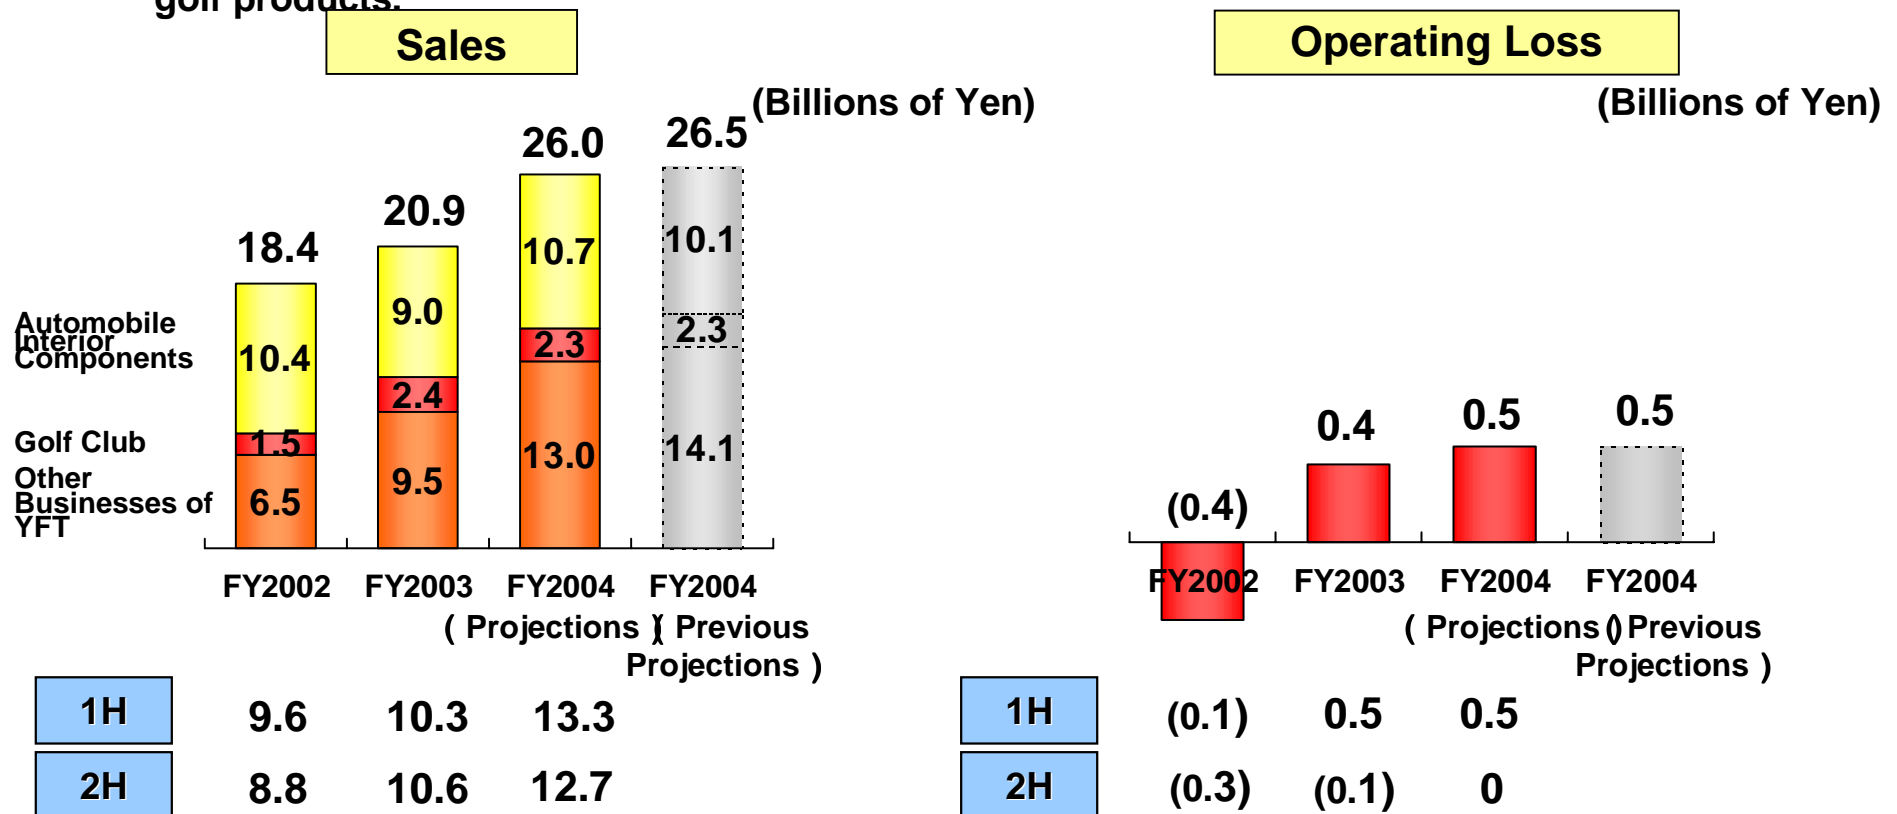 golf products.
Sales
Operating Loss
(Billions of Yen)
(Billions of Yen)
18.4
20.9
26.0
26.5
10.4
9.0
10.7
10.1
1.5
2.4
2.3
2.3
6.5
9.5
13.0
14.1
Automobile
Interior
Components
Golf Club
Other
Businesses of
YFT
FY2002 FY2003 FY2004 FY2004
( Projections ) ( Previous
Projections )
1H 9.6 10.3 13.3
2H 8.8 10.6 12.7
(0.4)
0.4
0.5
0.5
FY2002 FY2003 FY2004 FY2004
( Projections ) ( Previous
Projections )
1H (0.1) 0.5 0.5
2H (0.3) (0.1) 0